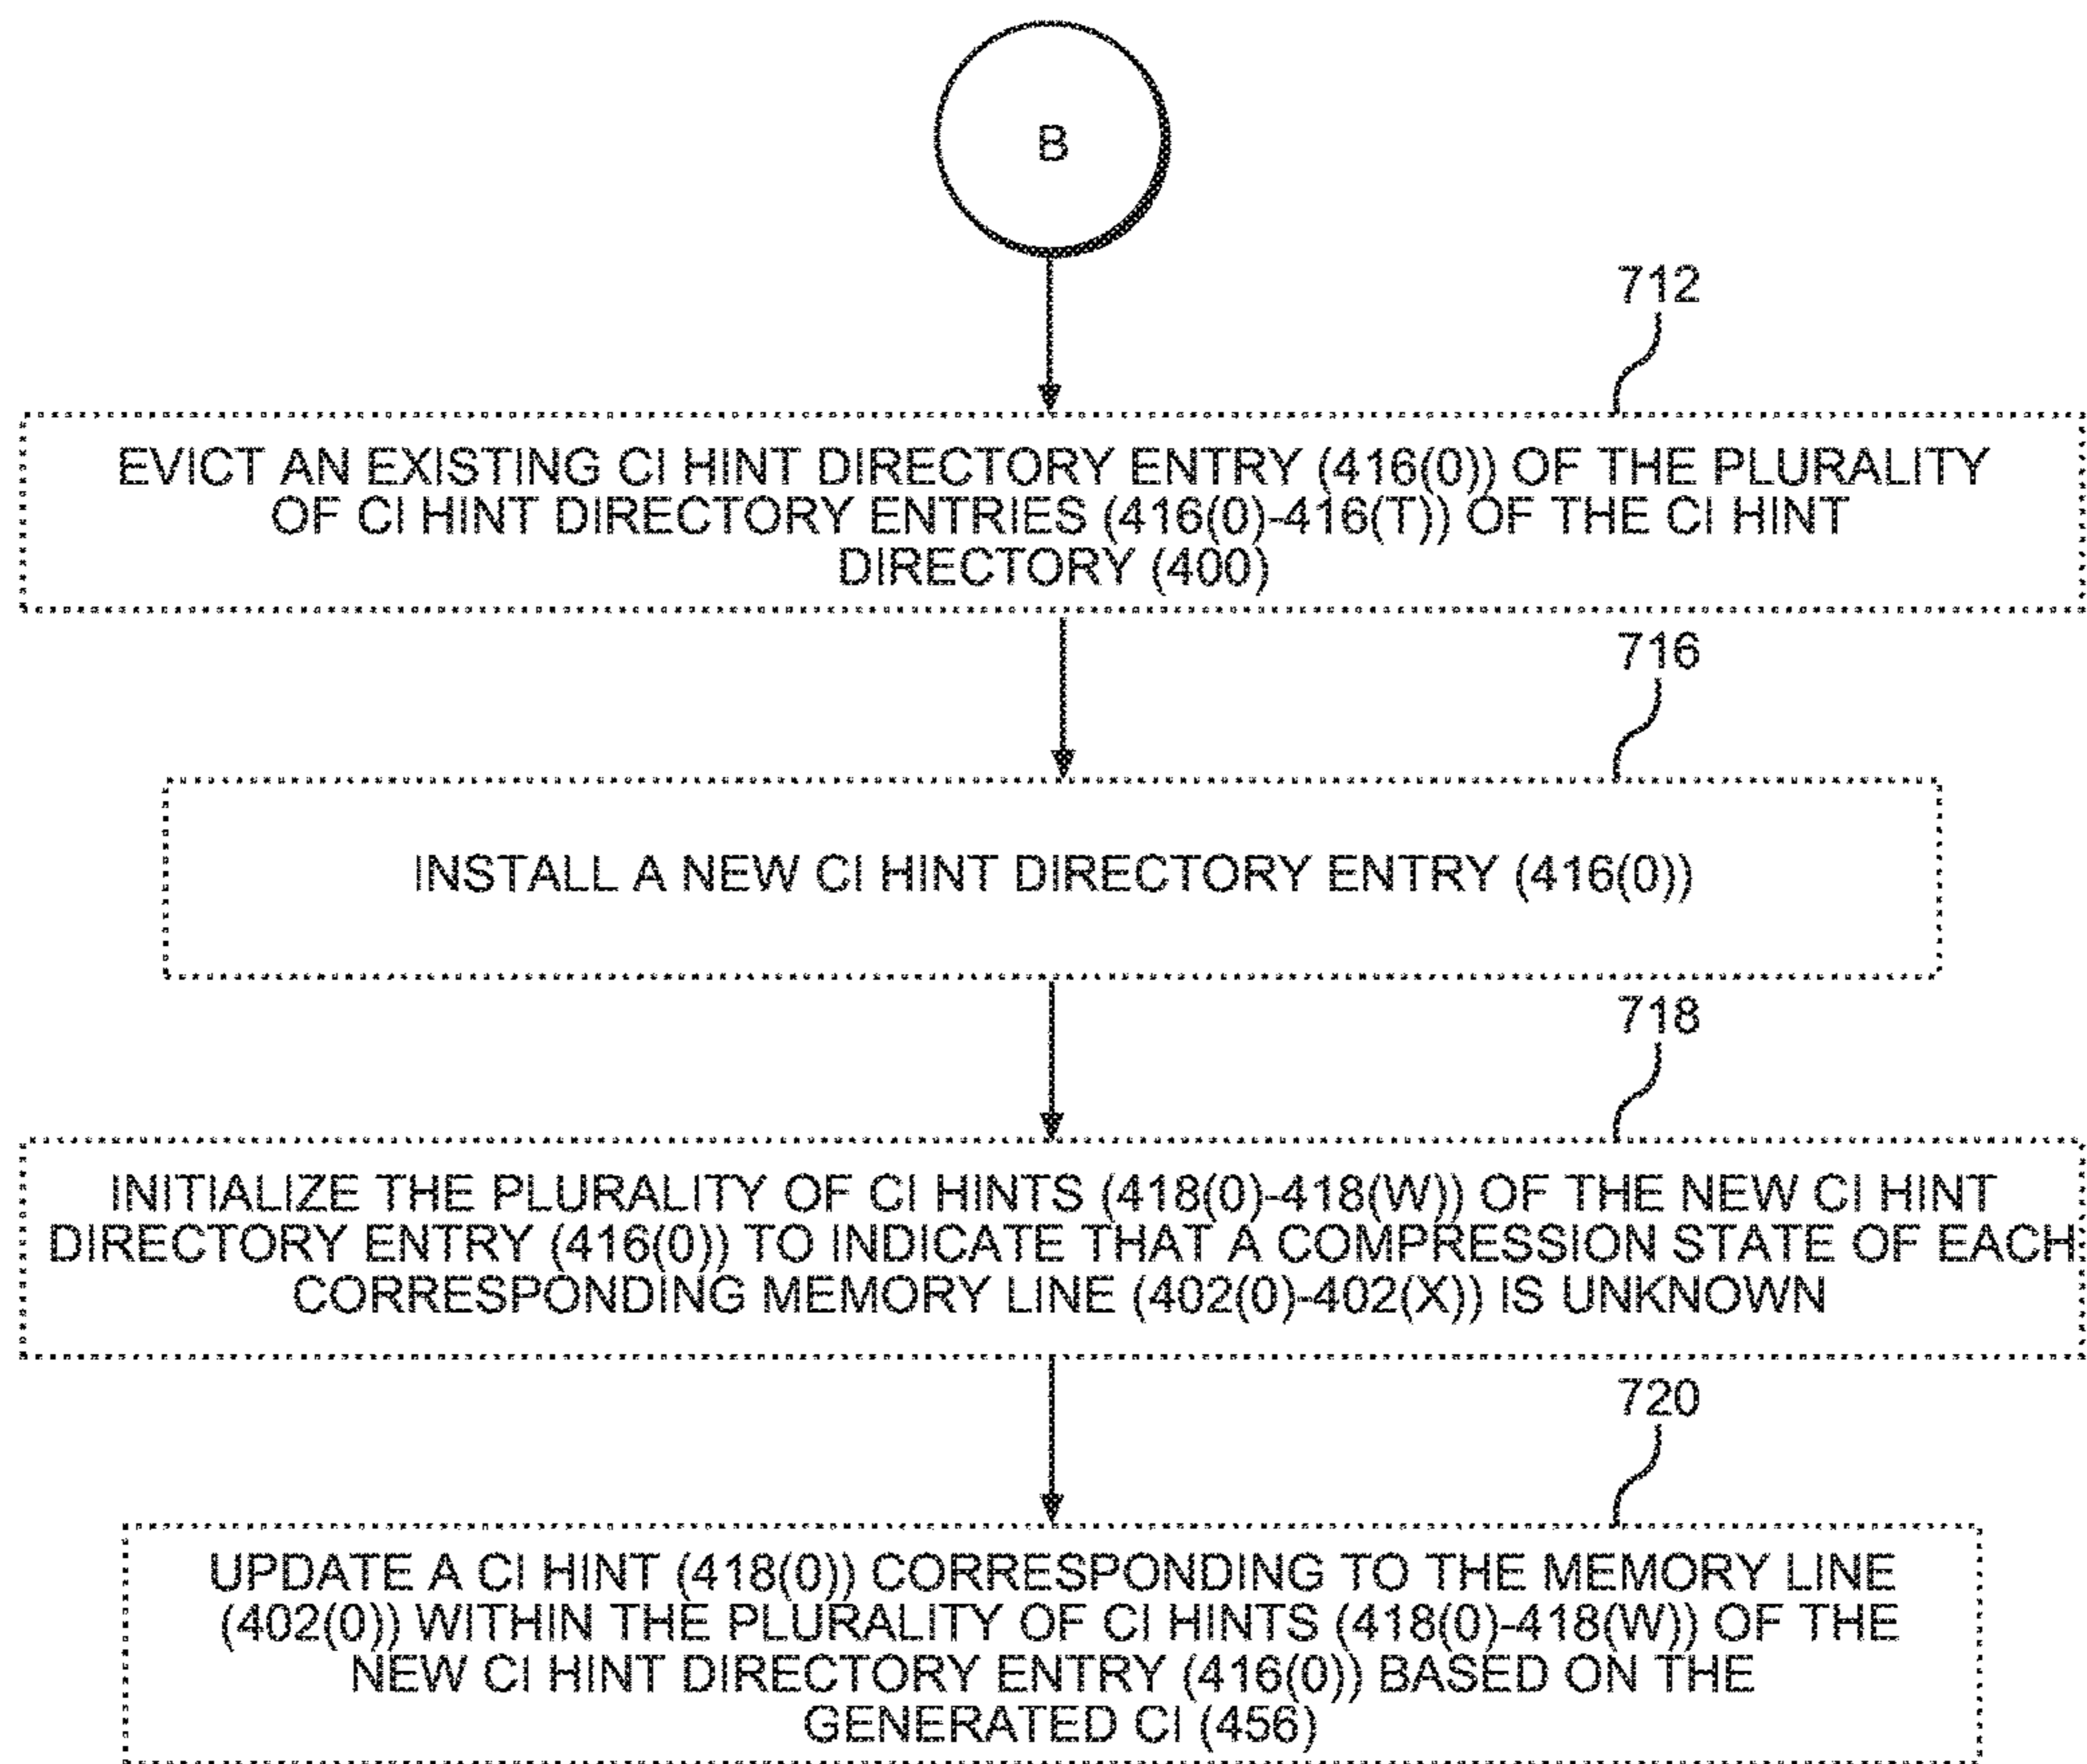 B
712
EVICT AN EXISTING CI HINT DIRECTORY ENTRY (416(0)) OF THE PLURALITY
OF CI HINT DIRECTORY ENTRIES (416(0)-416(T)) OF THE CI HINT
DIRECTORY (400)
716
INSTALL A NEW CI HINT DIRECTORY ENTRY (416(0))
718
INITIALIZE THE PLURALITY OF CI HINTS (418(0)-418(W)) OF THE NEW CI HINT
DIRECTORY ENTRY (416(0)) TO INDICATE THAT A COMPRESSION STATE OF EACH
CORRESPONDING MEMORY LINE (402(0)-402(X)) IS UNKNOWN
720
UPDATE A CI HINT (418(0)) CORRESPONDING TO THE MEMORY LINE
(402(0)) WITHIN THE PLURALITY OF CI HINTS (418(0)-418(W)) OF THE
NEW CI HINT DIRECTORY ENTRY (416(0)) BASED ON THE
GENERATED CI (456)